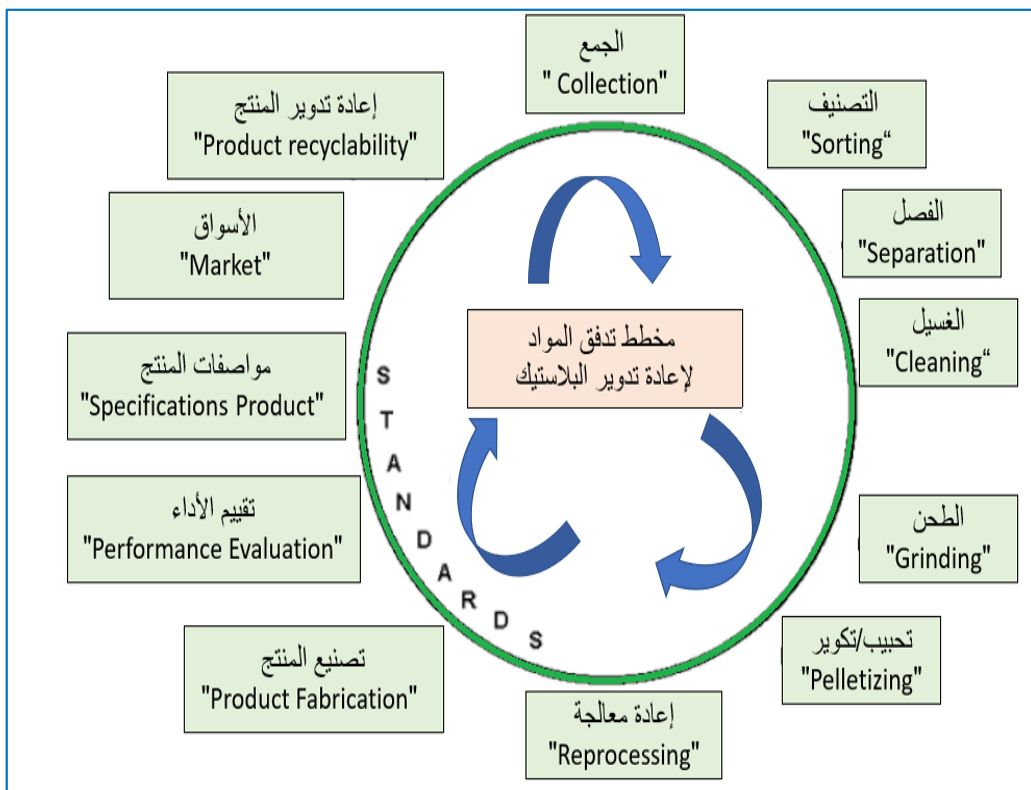 الجمع
" Collection"
التصنيف
"Sorting“
الفصل
"Separation"
الغسيل
"Cleaning“
الطحن
"Grinding"
تحبيب/تكوير
"Pelletizing"
إعادة معالجة
"Reprocessing"
تصنيع المنتج
"Product Fabrication"
تقييم الأداء
"Performance Evaluation"
مواصفات المنتج
"Specifications Product"
الأسواق
"Market"
إعادة تدوير المنتج
"Product recyclability"
مخطط تدفق المواد
لإعادة تدوير البلاستيك
STANDARDS